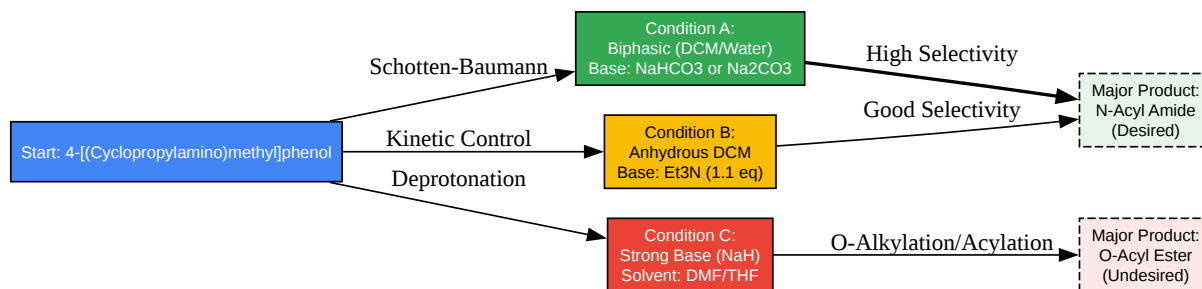 Start: 4-[(Cyclopropylamino)methyl]phenol
Schotten-Baumann
Kinetic Control
Deprotonation
Condition A:
Biphasic (DCM/Water)
Base: NaHCO3 or Na2CO3
Condition B:
Anhydrous DCM
Base: Et3N (1.1 eq)
Condition C:
Strong Base (NaH)
Solvent: DMF/THF
High Selectivity
Good Selectivity
O-Alkylation/Acylation
Major Product:
N-Acyl Amide
(Desired)
Major Product:
O-Acyl Ester
(Undesired)